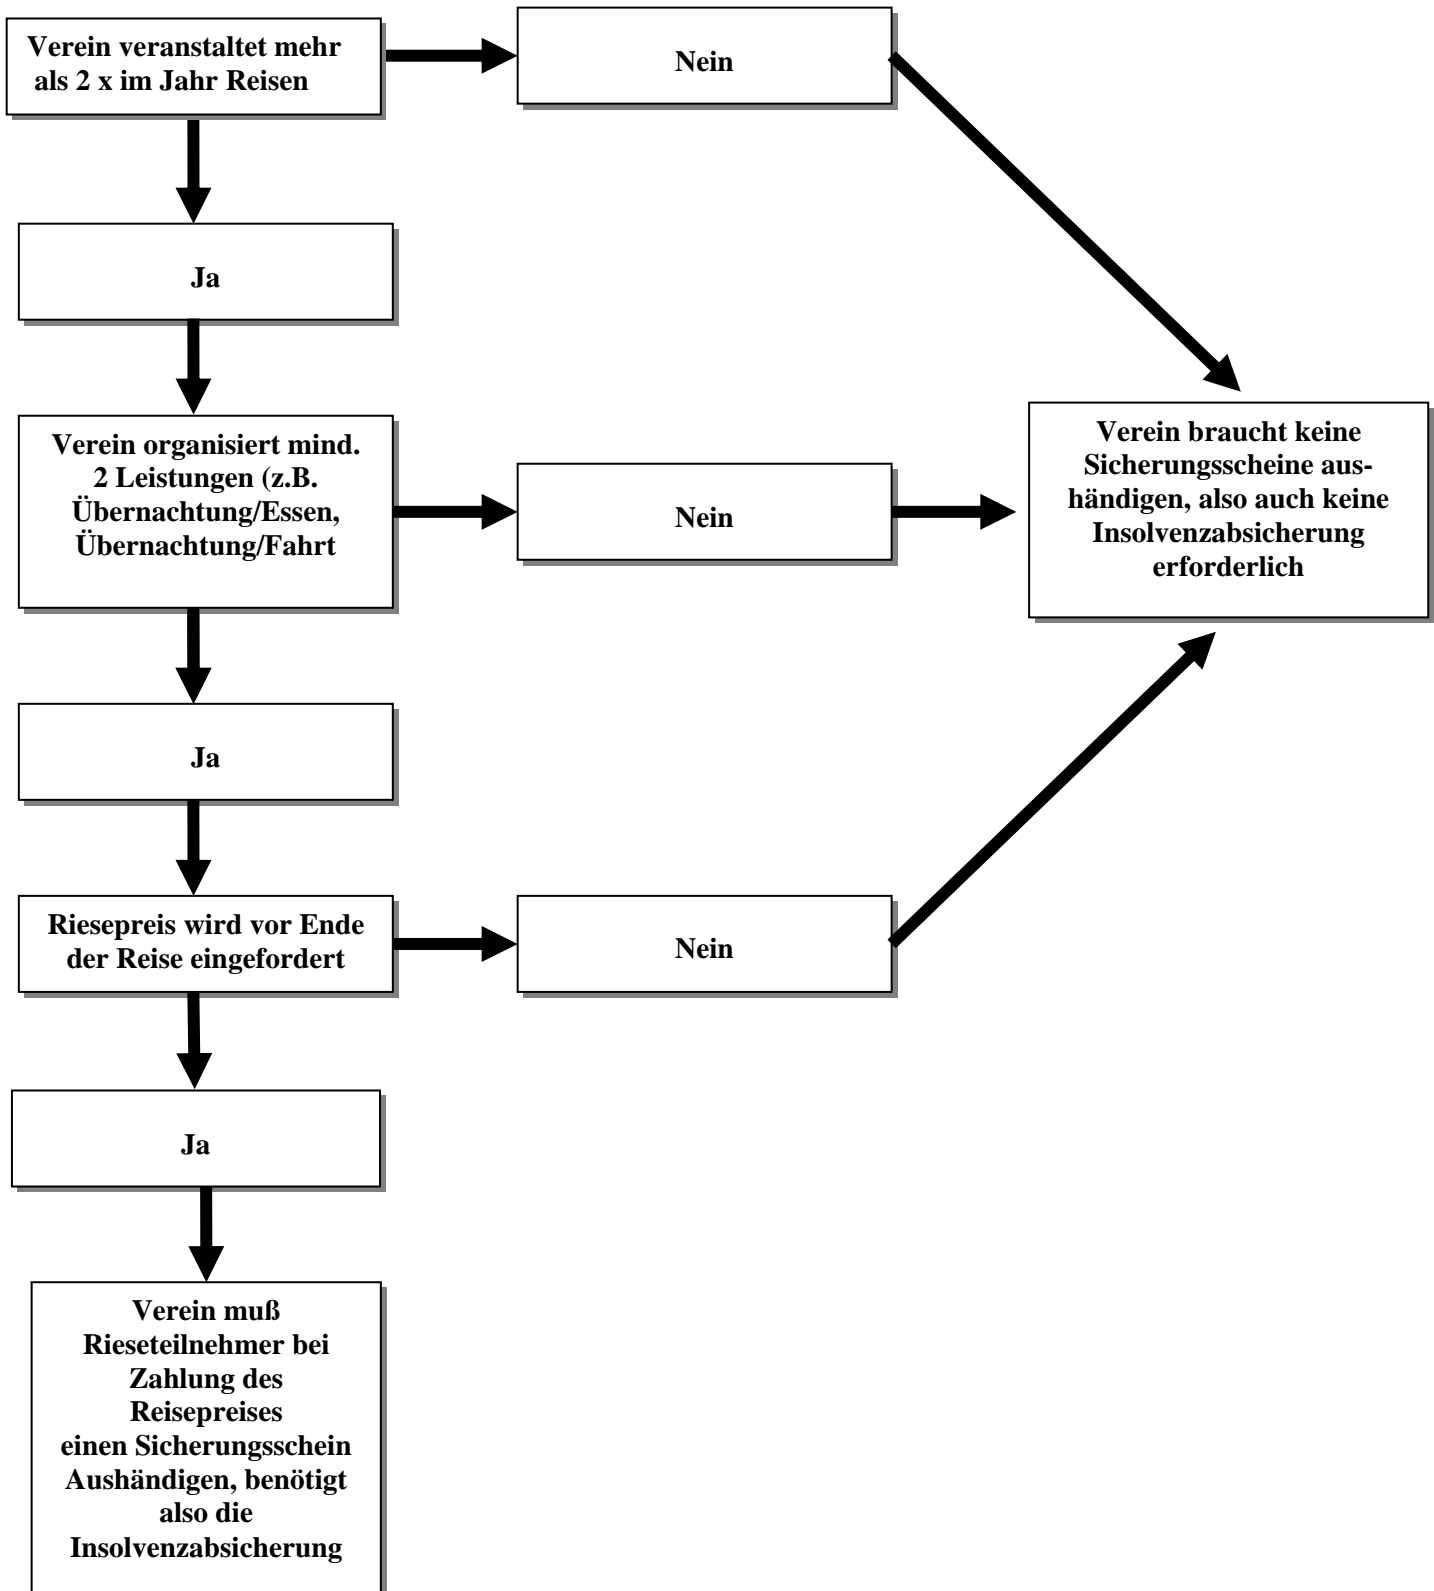 Verein veranstaltet mehr
als 2 x im Jahr Reisen
Nein
Ja
Verein organisiert mind.
2 Leistungen (z.B.
Übernachtung/Essen,
Übernachtung/Fahrt
Nein
Verein braucht keine
Sicherungsscheine aus-
händigen, also auch keine
Insolvenzabsicherung
erforderlich
Ja
Riesepreis wird vor Ende
der Reise eingefordert
Nein
Ja
Verein muß
Rieseteilnehmer bei
Zahlung des
Reisepreises
einen Sicherungsschein
Aushändigen, benötigt
also die
Insolvenzabsicherung